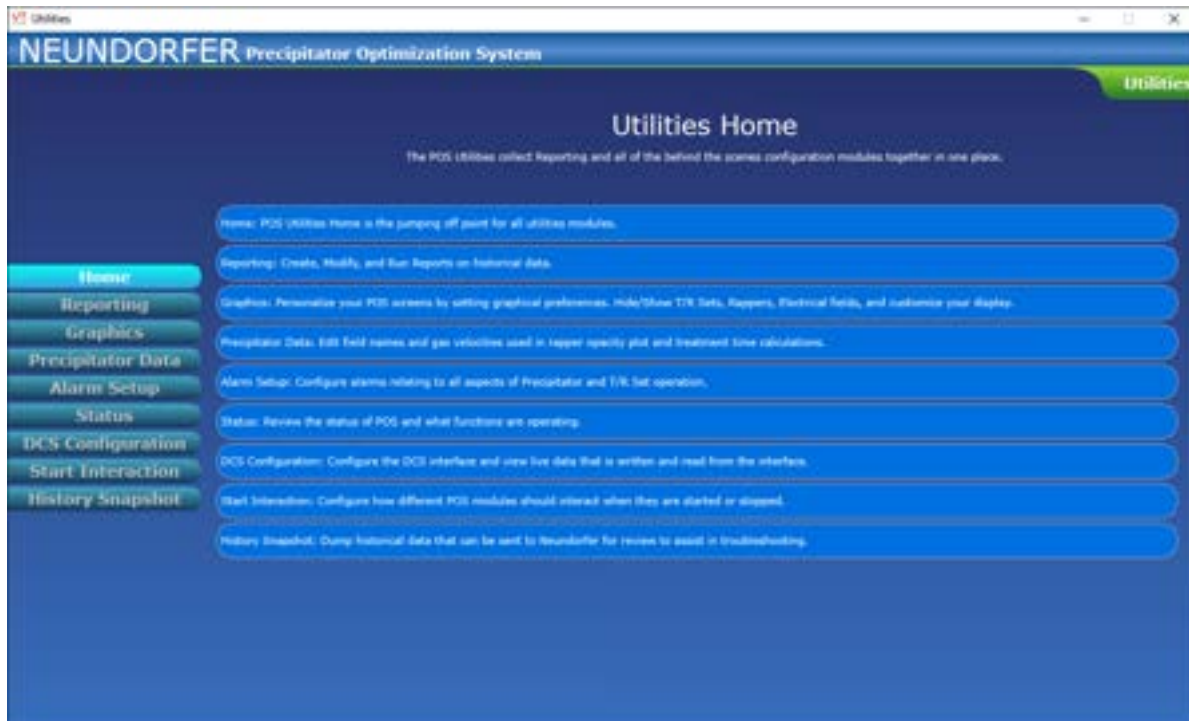 Utilities
NEUNDORFER Precipitator Optimization System
Utilities
Utilities Home
The POS Utilities collect Reporting and all of the behind the scenes configuration modules together in one place.
Home: POS Utilities Home is the jumping off point for all utilities modules.
Reporting: Create, Modify, and Run Reports on historical data.
Graphics: Personalize your POS screens by setting graphical preferences. Hide/Show T/R Sets, Rappers, Electrical fields, and customize your display.
Precipitator Data: Edit field names and gas velocities used in rapper opacity plot and treatment time calculations.
Alarm Setup: Configure alarms relating to all aspects of Precipitator and T/R Set operation.
Status: Review the status of POS and what functions are operating.
DCS Configuration: Configure the DCS interface and view live data that is written and read from the interface.
Start Interaction: Configure how different POS modules should interact when they are started or stopped.
History Snapshot: Dump historical data that can be sent to Neundorfer for review to assist in troubleshooting.
Home
Reporting
Graphics
Precipitator Data
Alarm Setup
Status
DCS Configuration
Start Interaction
History Snapshot